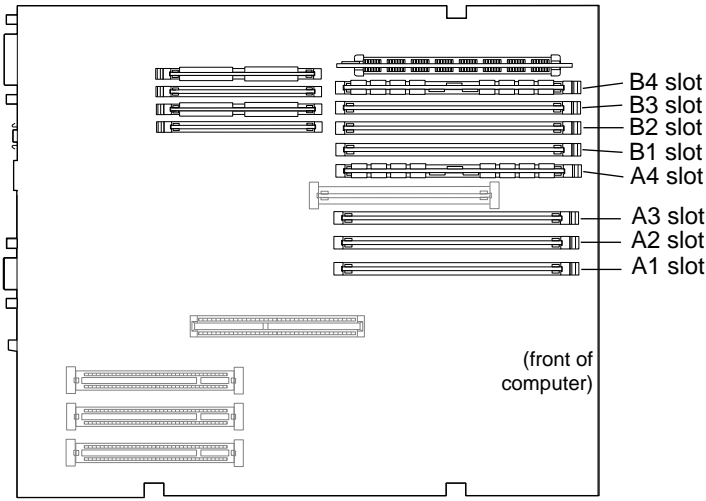 B4 slot
B3 slot
B2 slot
B1 slot
A4 slot
A3 slot
A2 slot
A1 slot
(front of
computer)